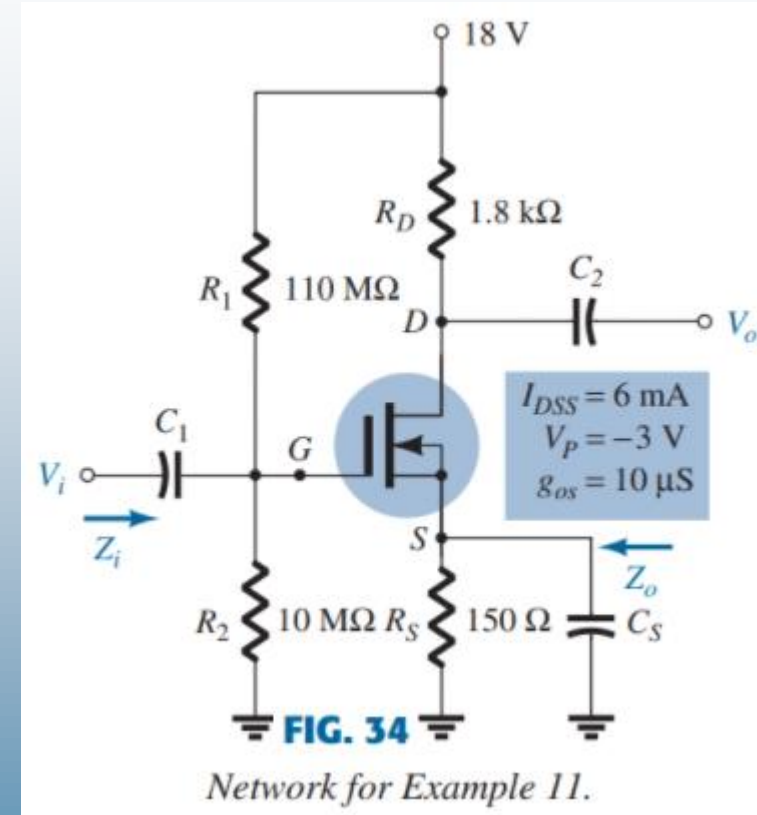 18 V
R_D 1.8 kΩ
C_2
R_1 110 MΩ
D
V_o
I_DSS = 6 mA
V_P = −3 V
g_os = 10 μS
C_1
G
V_i
S
Z_i
Z_o
R_2 10 MΩ R_S 150 Ω C_S
FIG. 34
Network for Example 11.